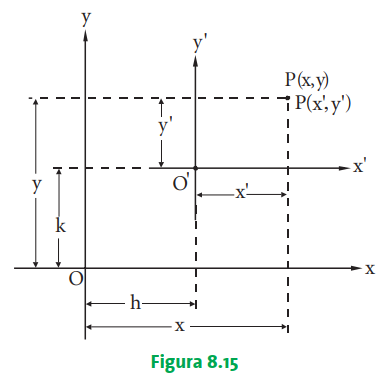 y
y'
P(x,y)
P(x',y')
y'
x'
O'
x'
y
k
x
O
h
x
Figura 8.15